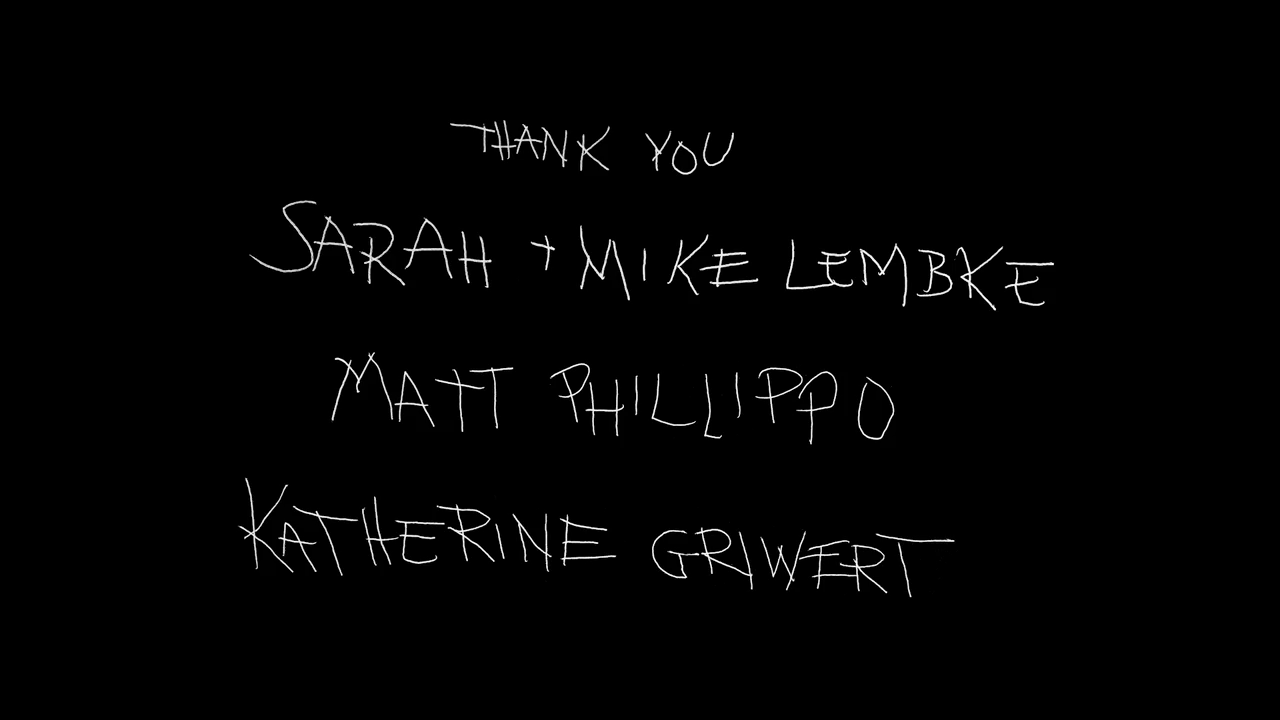 THANK YOU
SARAH + MIKE LEMBKE
MATT PHILLIPPO
KATHERINE GRIWERT